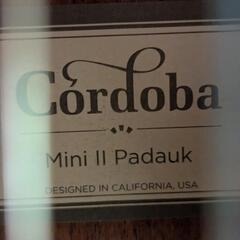 Córdoba
Mini II Padauk
DESIGNED IN CALIFORNIA, USA